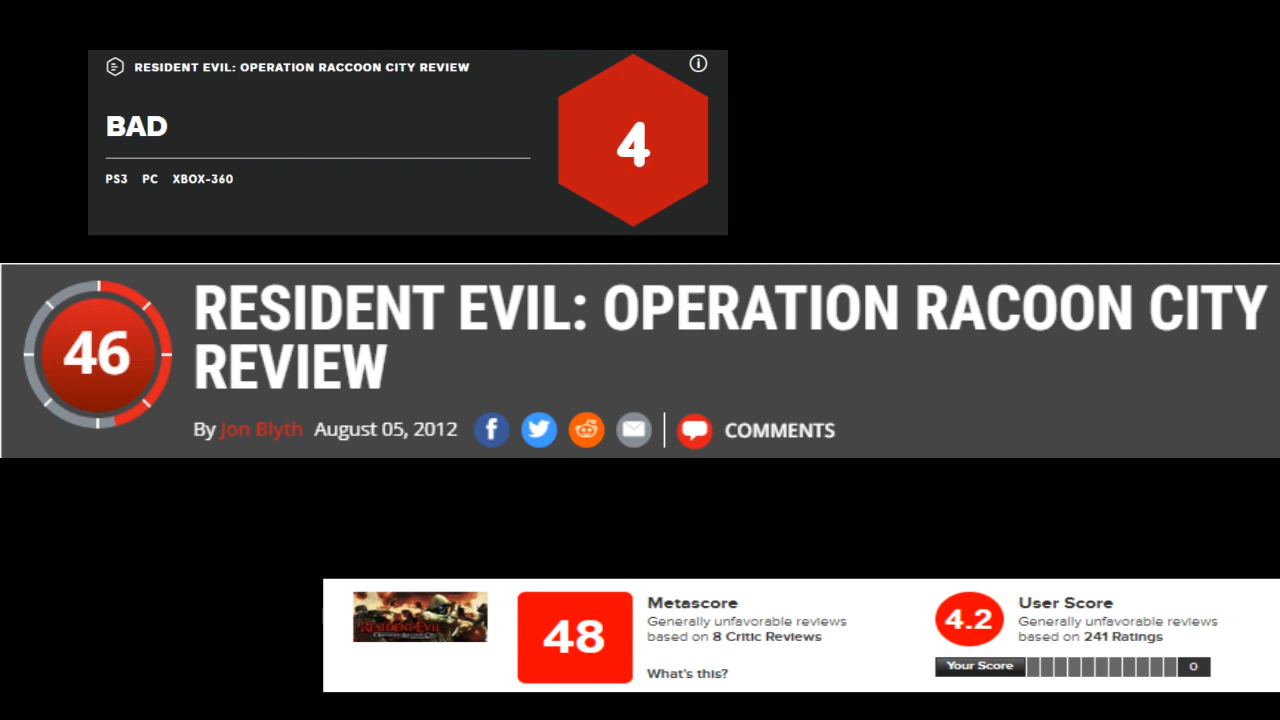 RESIDENT EVIL: OPERATION RACCOON CITY REVIEW
BAD
4
PS3 PC XBOX-360
46
RESIDENT EVIL: OPERATION RACOON CITY
REVIEW
By Jon Blyth August 05, 2012 COMMENTS
RESIDENT EVIL
48
Metascore
Generally unfavorable reviews
based on 8 Critic Reviews
What's this?
4.2
User Score
Generally unfavorable reviews
based on 241 Ratings
Your Score 0